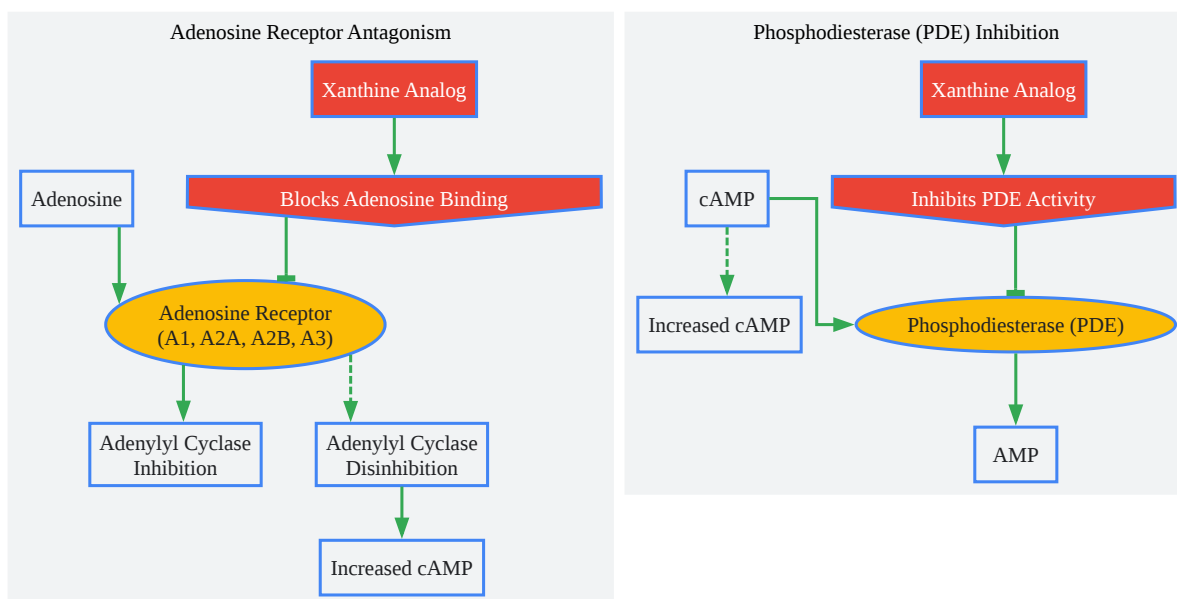 Adenosine Receptor Antagonism
Xanthine Analog
Adenosine
Blocks Adenosine Binding
Adenosine Receptor
(A1, A2A, A2B, A3)
Adenylyl Cyclase
Inhibition
Adenylyl Cyclase
Disinhibition
Increased cAMP
Phosphodiesterase (PDE) Inhibition
Xanthine Analog
cAMP
Inhibits PDE Activity
Increased cAMP
Phosphodiesterase (PDE)
AMP